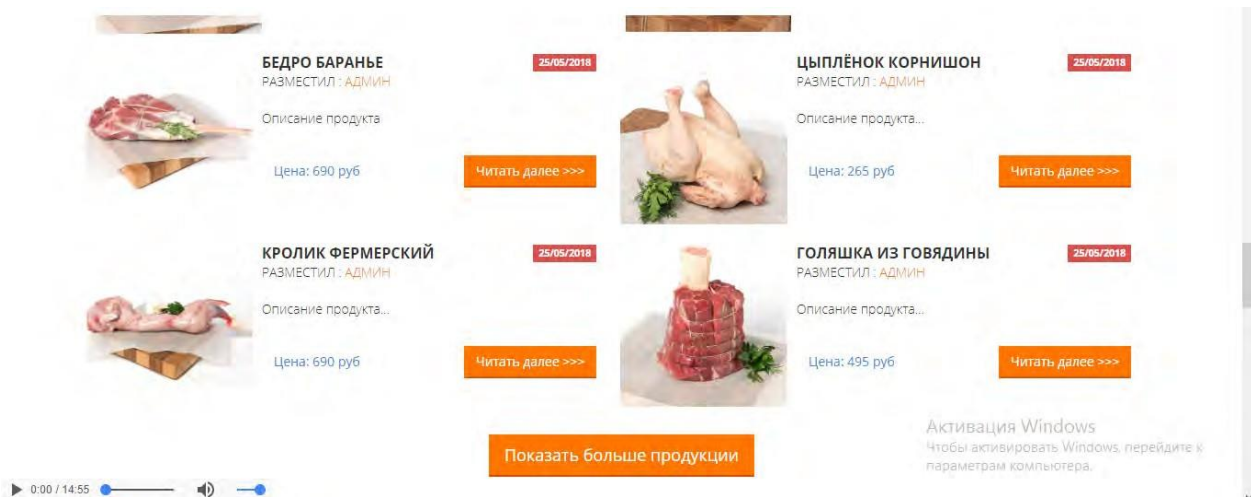 БЕДРО БАРАНЬЕ
25/05/2018
РАЗМЕСТИЛ : АДМИН
Описание продукта
Цена: 690 руб
Читать далее >>>
ЦЫПЛЁНОК КОРНИШОН
25/05/2018
РАЗМЕСТИЛ : АДМИН
Описание продукта...
Цена: 265 руб
Читать далее >>>
КРОЛИК ФЕРМЕРСКИЙ
25/05/2018
РАЗМЕСТИЛ : АДМИН
Описание продукта...
Цена: 690 руб
Читать далее >>>
ГОЛЯШКА ИЗ ГОВЯДИНЫ
25/05/2018
РАЗМЕСТИЛ : АДМИН
Описание продукта...
Цена: 495 руб
Читать далее >>>
Показать больше продукции
Активация Windows
Чтобы активировать Windows, перейдите к
параметрам компьютера.
0:00 / 14:55